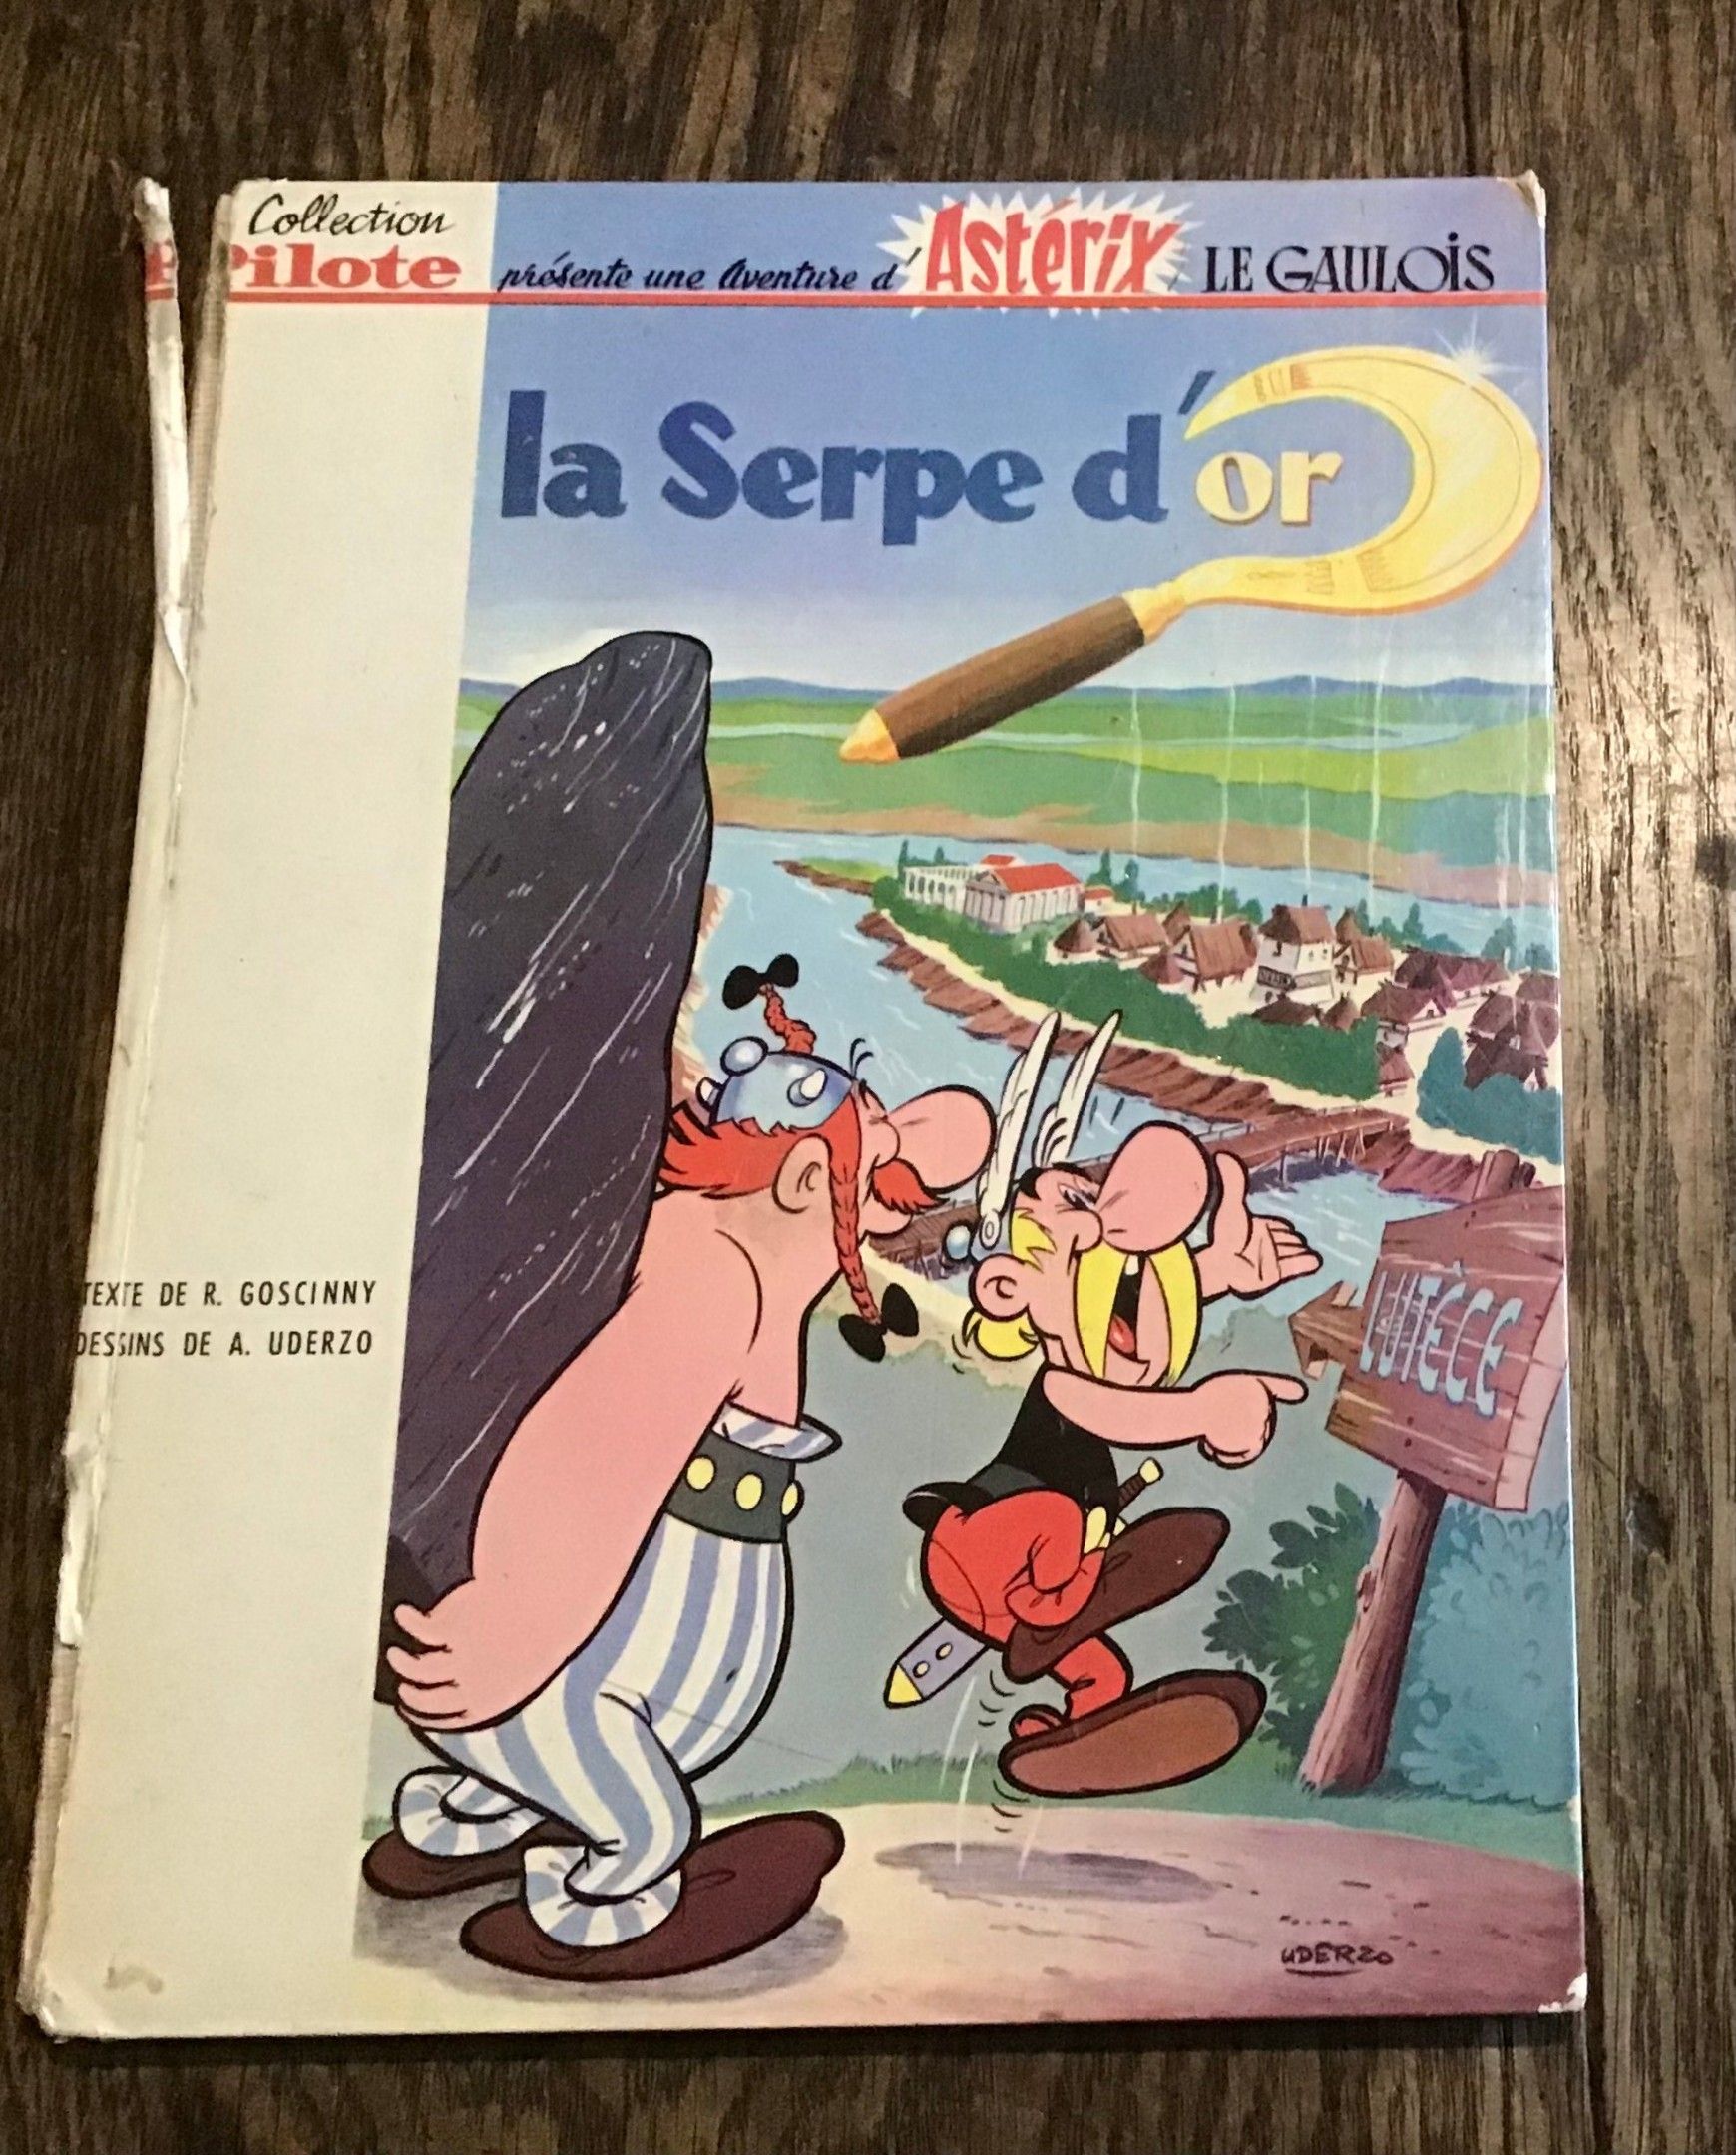 Collection
Pilote
présente une Aventure d'Astérix LE GAULOIS
la Serpe d'or
LUTÈCE
TEXTE DE R. GOSCINNY
DESSINS DE A. UDERZO
UDERZO